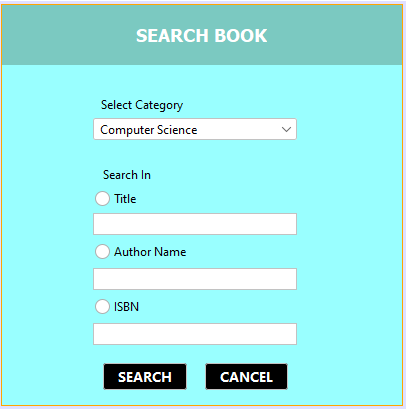 SEARCH BOOK
Select Category
Computer Science
Search In
Title
Author Name
ISBN
SEARCH CANCEL